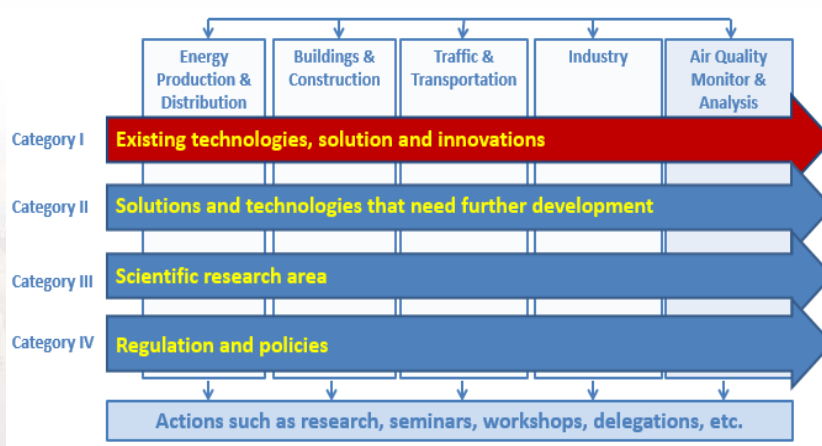 Energy
Production &
Distribution
Buildings &
Construction
Traffic &
Transportation
Industry
Air Quality
Monitor &
Analysis
Category I
Existing technologies, solution and innovations
Category II
Solutions and technologies that need further development
Category III
Scientific research area
Category IV
Regulation and policies
Actions such as research, seminars, workshops, delegations, etc.